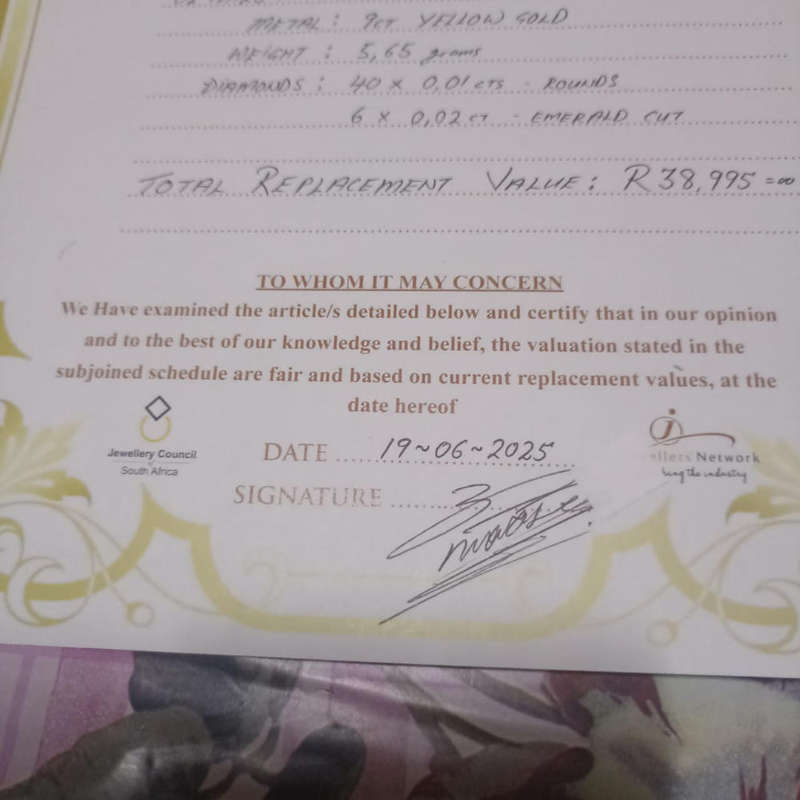 METAL : 9ct YELLOW GOLD
WEIGHT : 5,65 grams
DIAMONDS : 40 x 0,01 cts - ROUNDS
6 x 0,02 ct - EMERALD CUT
TOTAL REPLACEMENT VALUE : R38,995=00
TO WHOM IT MAY CONCERN
We Have examined the article/s detailed below and certify that in our opinion
and to the best of our knowledge and belief, the valuation stated in the
subjoined schedule are fair and based on current replacement values, at the
date hereof
Jewellery Council
of
South Africa
DATE 19~06~2025
ellers Network
ing the industry
SIGNATURE